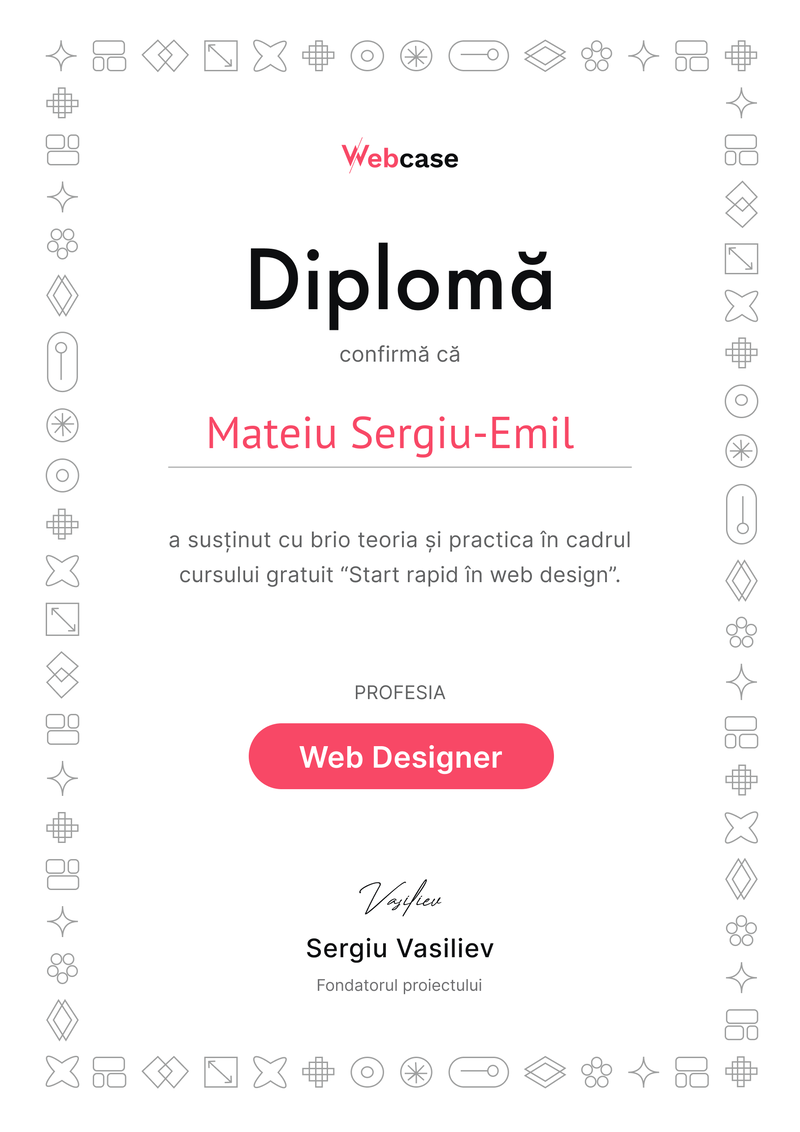 Webcase
Diplomă
confirmă că
Mateiu Sergiu-Emil
a susținut cu brio teoria și practica în cadrul
cursului gratuit “Start rapid în web design”.
PROFESIA
Web Designer
Vasiliev
Sergiu Vasiliev
Fondatorul proiectului